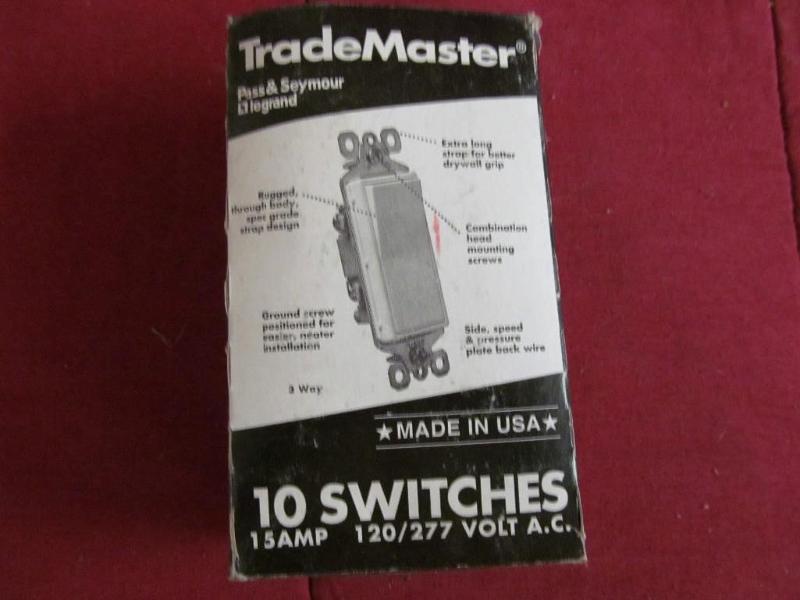 TradeMaster®
Pass & Seymour
legrand
Extra long
strap for better
drywall grip
Rugged,
through body,
spec grade
strap design
Combination
head
mounting
screws
Ground screw
positioned for
easier, neater
installation
Side, speed
& pressure
plate back wire
3 Way
★MADE IN USA★
10 SWITCHES
15AMP 120/277 VOLT A.C.